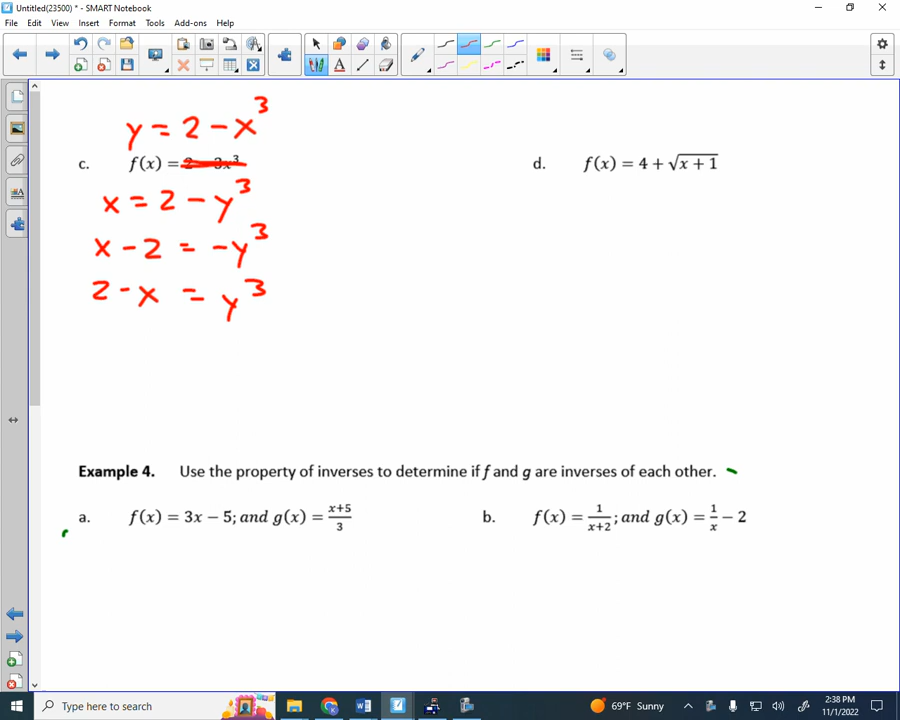 Untitled(23500) * - SMART Notebook
File Edit View Insert Format Tools Add-ons Help
y = 2 - x³
c. f(x) = 2 - 3x³
d. f(x) = 4 + √x + 1
x = 2 - y³
x - 2 = -y³
2 - x = y³
Example 4. Use the property of inverses to determine if f and g are inverses of each other.
a. f(x) = 3x − 5; and g(x) = x+5/3
b. f(x) = 1/x+2; and g(x) = 1/x − 2
Type here to search
69°F Sunny
2:38 PM
11/1/2022